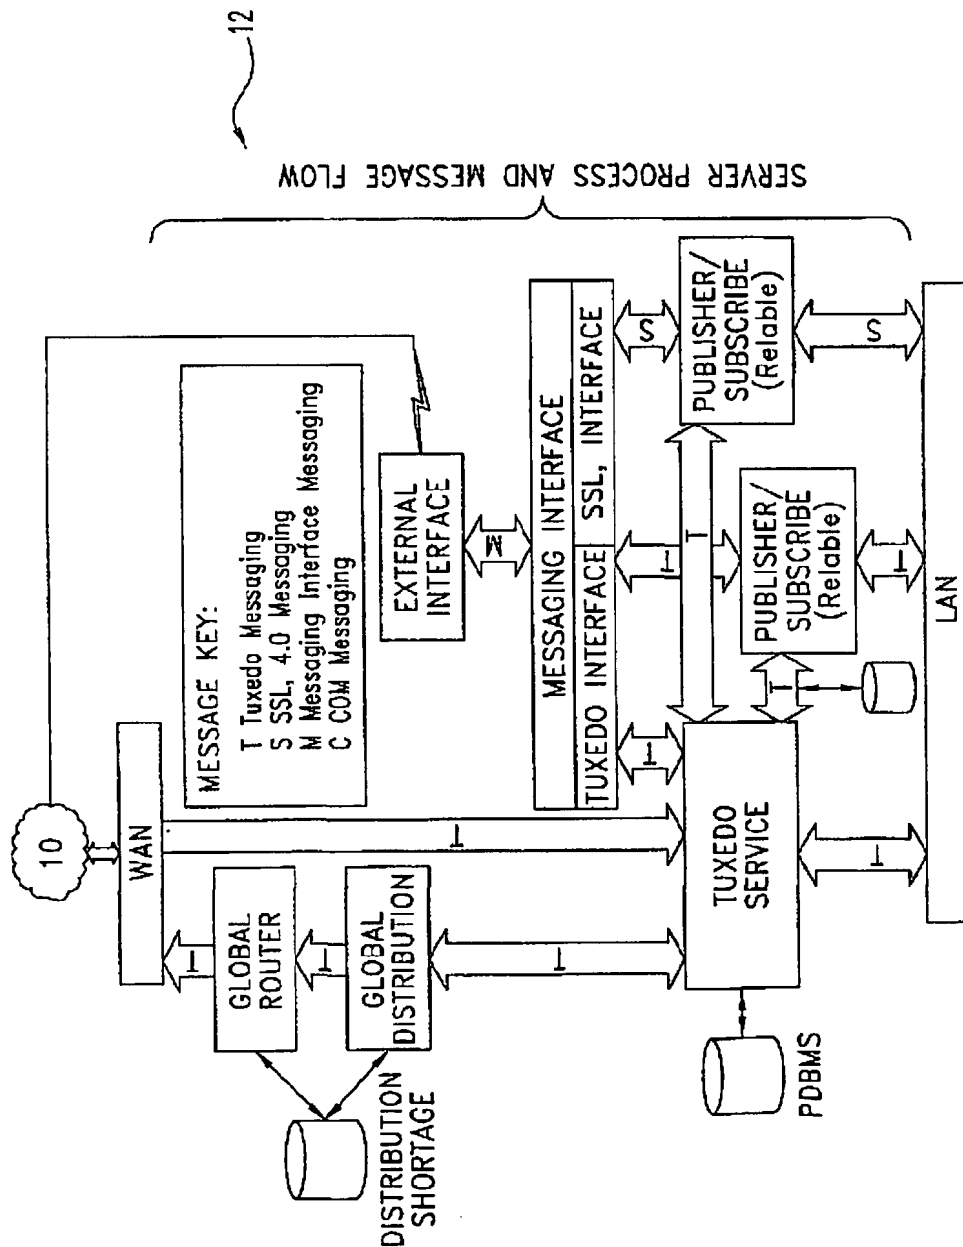 12
SERVER PROCESS AND MESSAGE FLOW
10
WAN
MESSAGE KEY:
T Tuxedo Messaging
S SSL, 4.0 Messaging
M Messaging Interface Messaging
C COM Messaging
T
GLOBAL
ROUTER
T
GLOBAL
DISTRIBUTION
DISTRIBUTION
SHORTAGE
T
T
EXTERNAL
INTERFACE
M
MESSAGING INTERFACE
TUXEDO INTERFACE
SSL, INTERFACE
T
T
S
T
TUXEDO
SERVICE
PDBMS
T
PUBLISHER/
SUBSCRIBE
(Relable)
PUBLISHER/
SUBSCRIBE
(Relable)
T
T
S
LAN